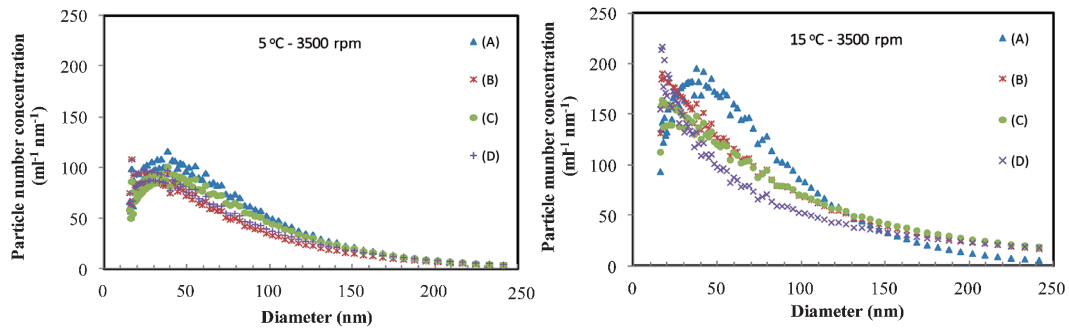 Particle number concentration
(ml⁻¹ nm⁻¹)
250
200
150
100
50
0
5 ºC - 3500 rpm
(A)
(B)
(C)
(D)
0
50
100
150
200
250
Diameter (nm)
Particle number concentration
(ml⁻¹ nm⁻¹)
250
200
150
100
50
0
15 ºC - 3500 rpm
(A)
(B)
(C)
(D)
0
50
100
150
200
250
Diameter (nm)